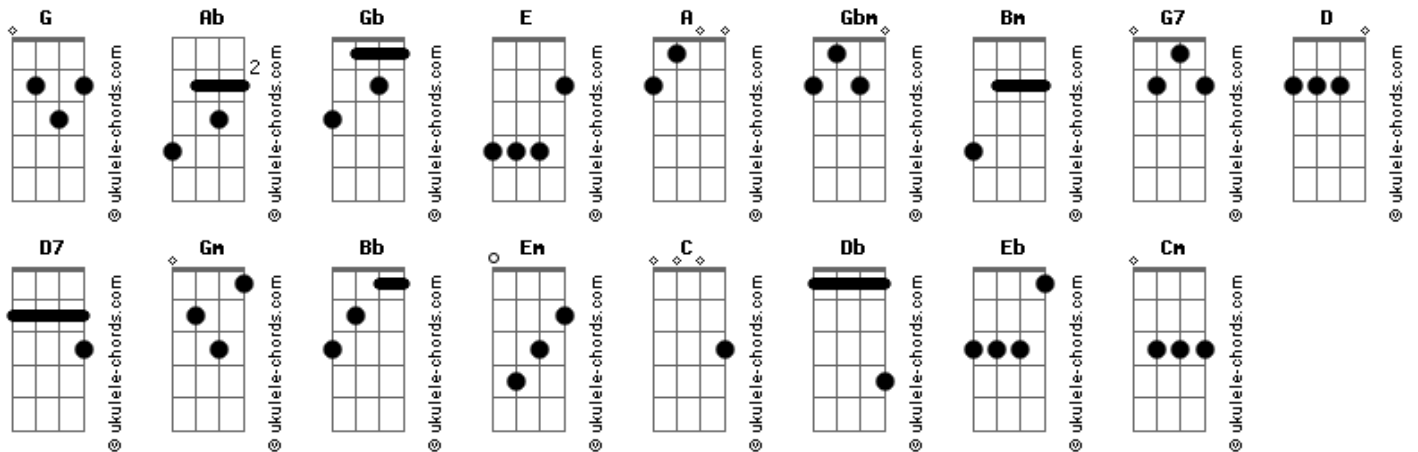 G Ab Gb E A Gbm Bm G7 D
2
© ukulele-chords.com © ukulele-chords.com © ukulele-chords.com © ukulele-chords.com © ukulele-chords.com © ukulele-chords.com © ukulele-chords.com © ukulele-chords.com © ukulele-chords.com
D7 Gm Bb Em C Db Eb Cm
© ukulele-chords.com © ukulele-chords.com © ukulele-chords.com © ukulele-chords.com © ukulele-chords.com © ukulele-chords.com © ukulele-chords.com © ukulele-chords.com